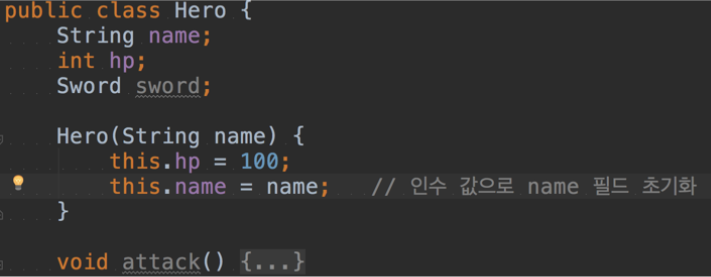 public class Hero {
String name;
int hp;
Sword sword;
Hero(String name) {
this.hp = 100;
this.name = name; // 인수 값으로 name 필드 초기화
}
void attack() {...}